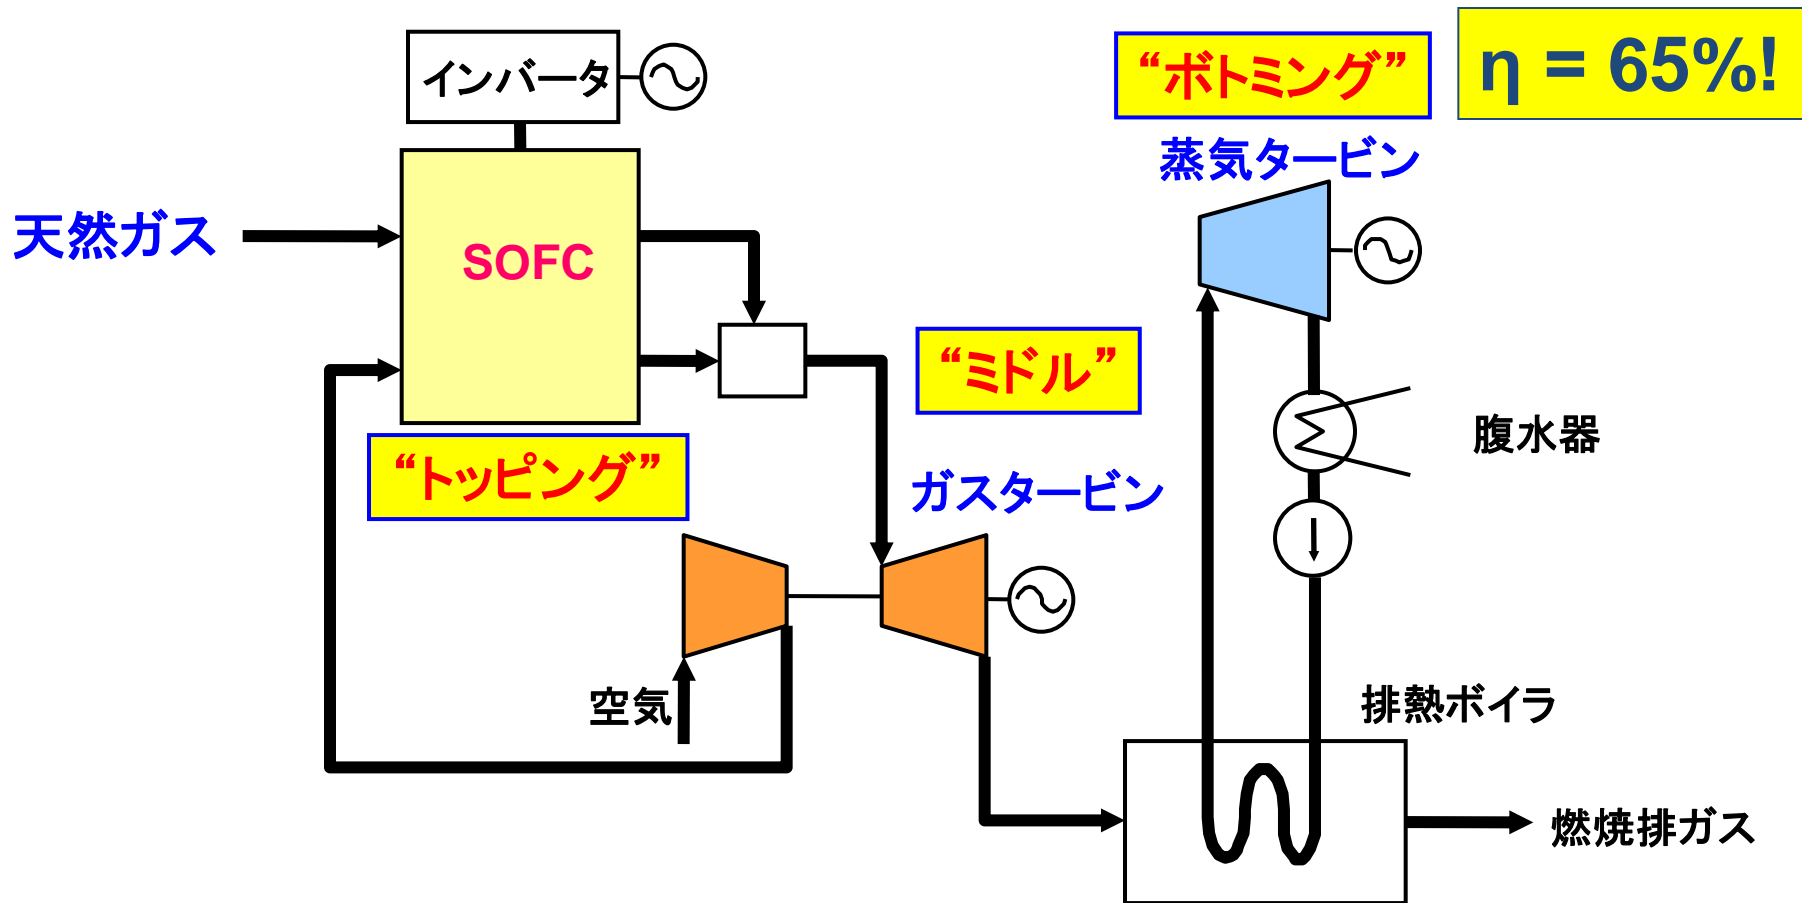 インバータ
“ボトミング”
η = 65%!
蒸気タービン
天然ガス
SOFC
“ミドル”
腹水器
“トッピング”
ガスタービン
空気
排熱ボイラ
燃焼排ガス